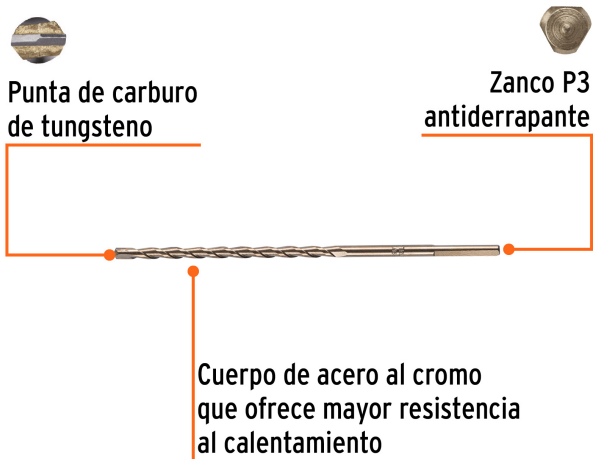 Punta de carburo
de tungsteno
Zanco P3
antiderrapante
Cuerpo de acero al cromo
que ofrece mayor resistencia
al calentamiento